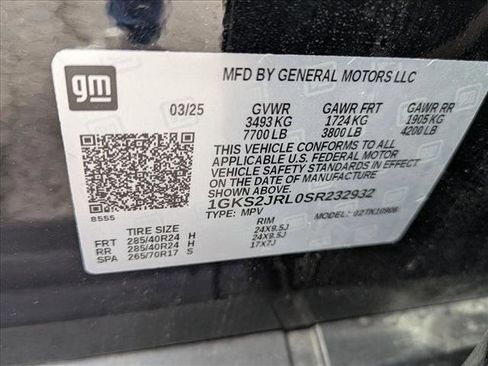 gm
MFD BY GENERAL MOTORS LLC
03/25 GVWR GAWR FRT GAWR RR
3493 KG 1724 KG 1905 KG
7700 LB 3800 LB 4200 LB
THIS VEHICLE CONFORMS TO ALL
APPLICABLE U.S. FEDERAL MOTOR
VEHICLE SAFETY STANDARDS IN
EFFECT ON THE DATE OF MANUFACTURE
SHOWN ABOVE.
1GKS2JRL0SR232932
8555
TYPE: MPV MODEL: 02TK10906
TIRE SIZE RIM
FRT 285/40R24 H 24X9.5J
RR 285/40R24 H 24X9.5J
SPA 265/70R17 S 17X7J